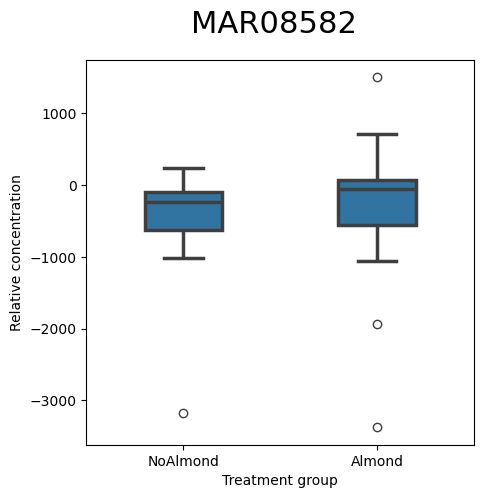 MAR08582
Relative concentration
1000
0
−1000
−2000
−3000
NoAlmond Almond
Treatment group